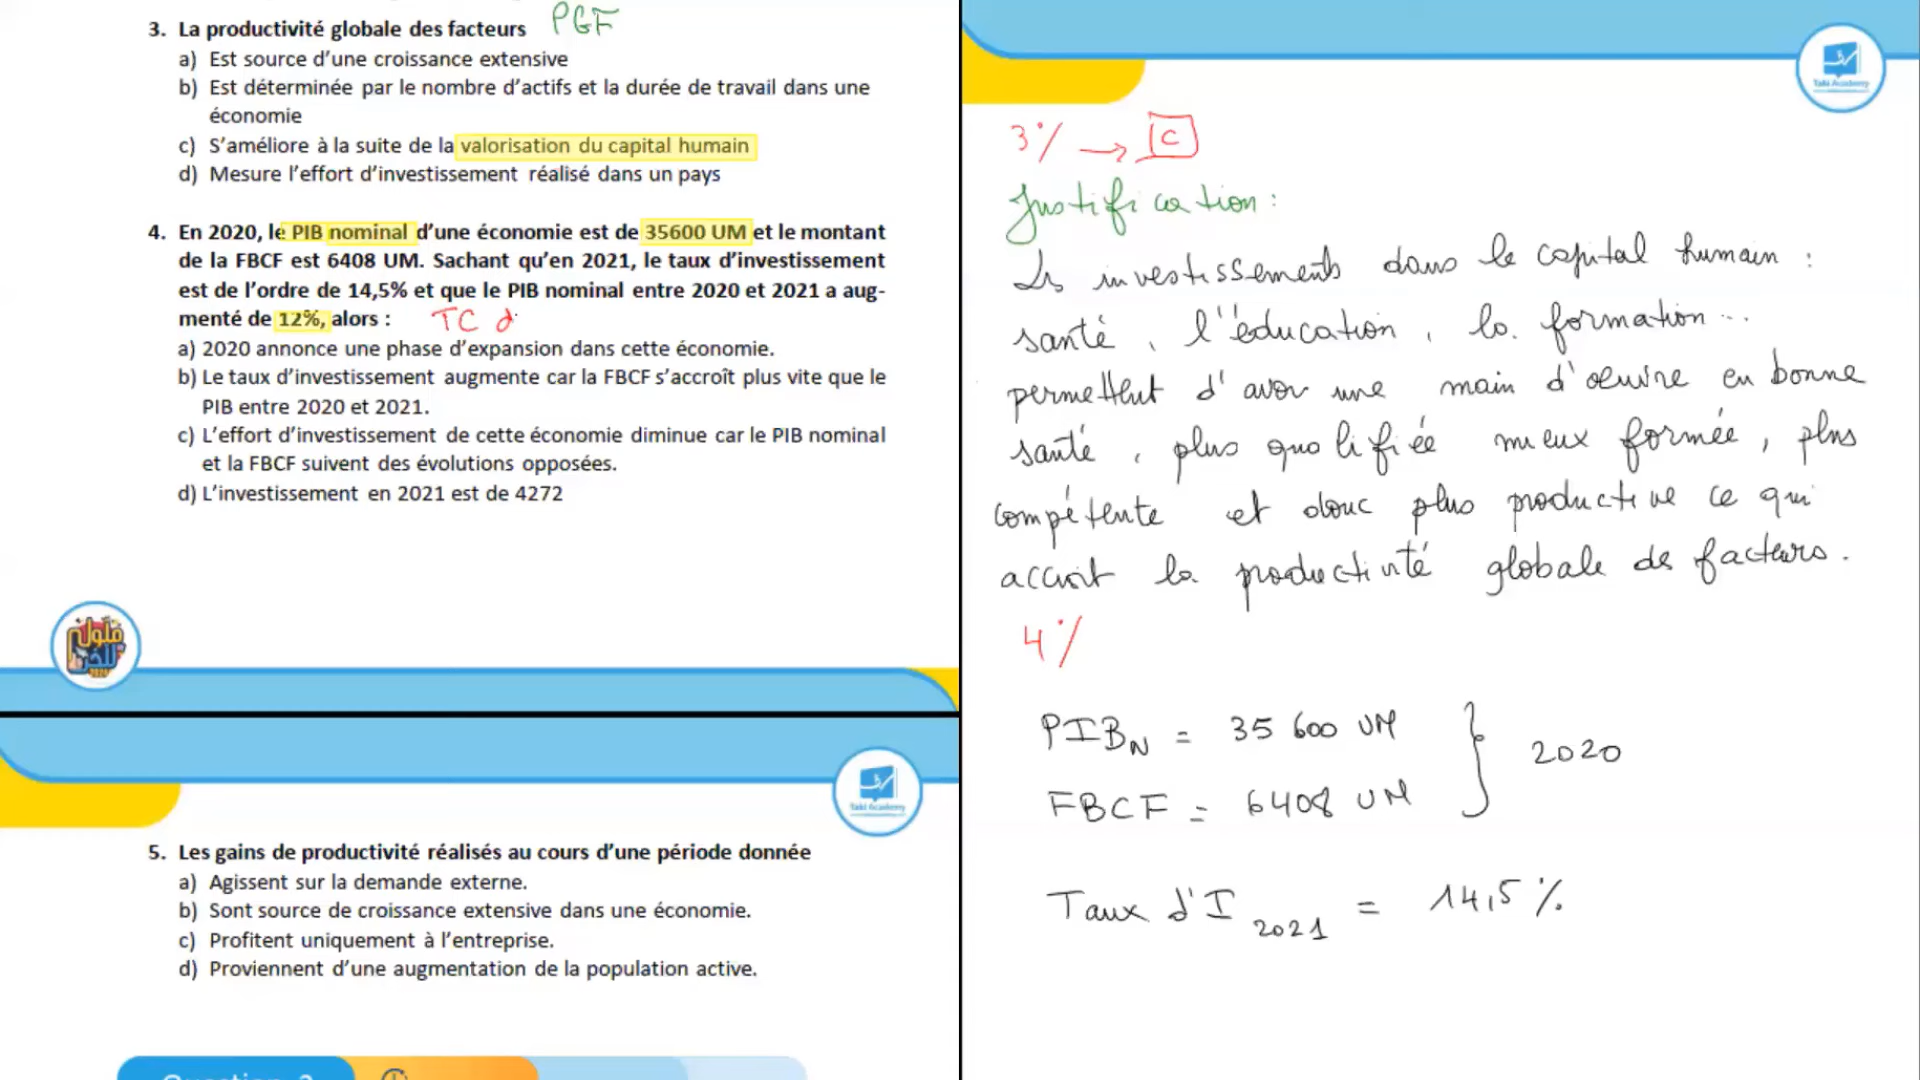 3. La productivité globale des facteurs PGF
a) Est source d’une croissance extensive
b) Est déterminée par le nombre d’actifs et la durée de travail dans une
économie
c) S’améliore à la suite de la valorisation du capital humain
d) Mesure l’effort d’investissement réalisé dans un pays
4. En 2020, le PIB nominal d’une économie est de 35600 UM et le montant
de la FBCF est 6408 UM. Sachant qu’en 2021, le taux d’investissement
est de l’ordre de 14,5% et que le PIB nominal entre 2020 et 2021 a aug-
menté de 12%, alors : TC d
a) 2020 annonce une phase d’expansion dans cette économie.
b) Le taux d’investissement augmente car la FBCF s’accroît plus vite que le
PIB entre 2020 et 2021.
c) L’effort d’investissement de cette économie diminue car le PIB nominal
et la FBCF suivent des évolutions opposées.
d) L’investissement en 2021 est de 4272
5. Les gains de productivité réalisés au cours d’une période donnée
a) Agissent sur la demande externe.
b) Sont source de croissance extensive dans une économie.
c) Profitent uniquement à l’entreprise.
d) Proviennent d’une augmentation de la population active.
Taki Academy
Taki Academy
3°/ → C
Justification :
Ls investissements dans le capital humain :
santé, l'éducation, la formation...
permettent d'avoir une main d'œuvre en bonne
santé, plus qualifiée mieux formée, plus
compétente et donc plus productive ce qui
accroit la productivité globale de facteurs.
4°/
PIBN = 35 600 UM
2020
FBCF = 6408 UM
Taux d'I 2021 = 14,5 %